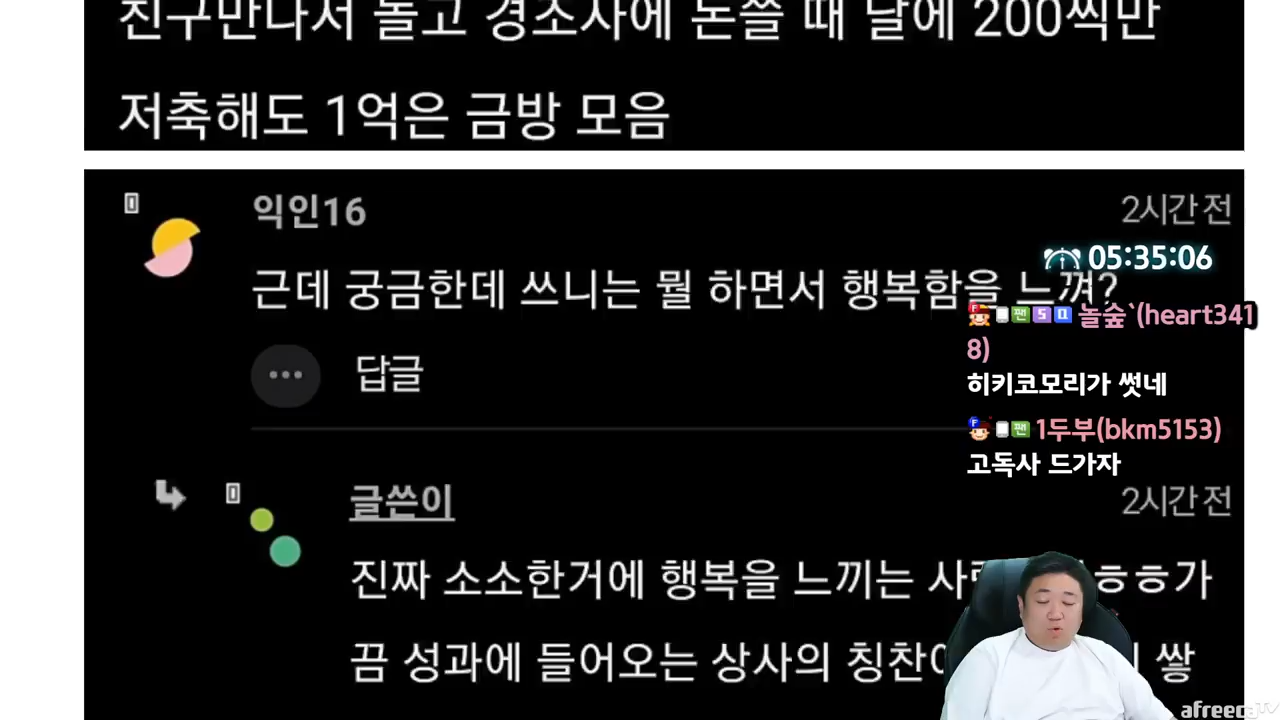 친구만나서 놀고 경조사에 돈쓸 때 달에 200씩만
저축해도 1억은 금방 모음
익인16
2시간 전
05:35:06
근데 궁금한데 쓰니는 뭘 하면서 행복함을 느껴?
답글
놀숲`(heart341
8)
히키코모리가 썻네
1두부(bkm5153)
고독사 드가자
글쓴이
2시간 전
진짜 소소한거에 행복을 느끼는 ㅎㅎ가
끔 성과에 들어오는 상사의 쌓
afreecaTV